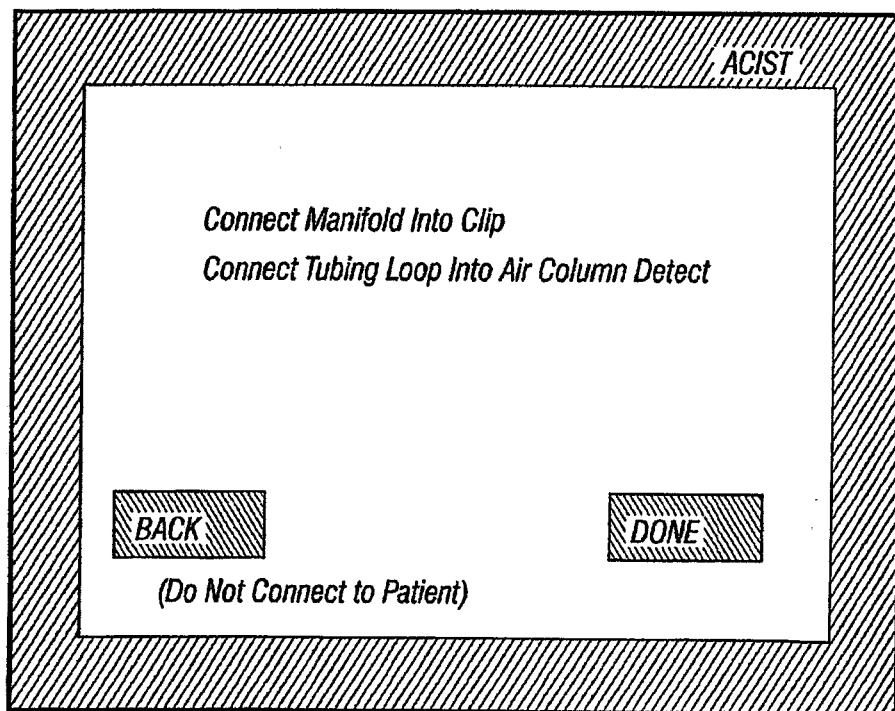 ACIST
Connect Manifold Into Clip
Connect Tubing Loop Into Air Column Detect
BACK
DONE
(Do Not Connect to Patient)